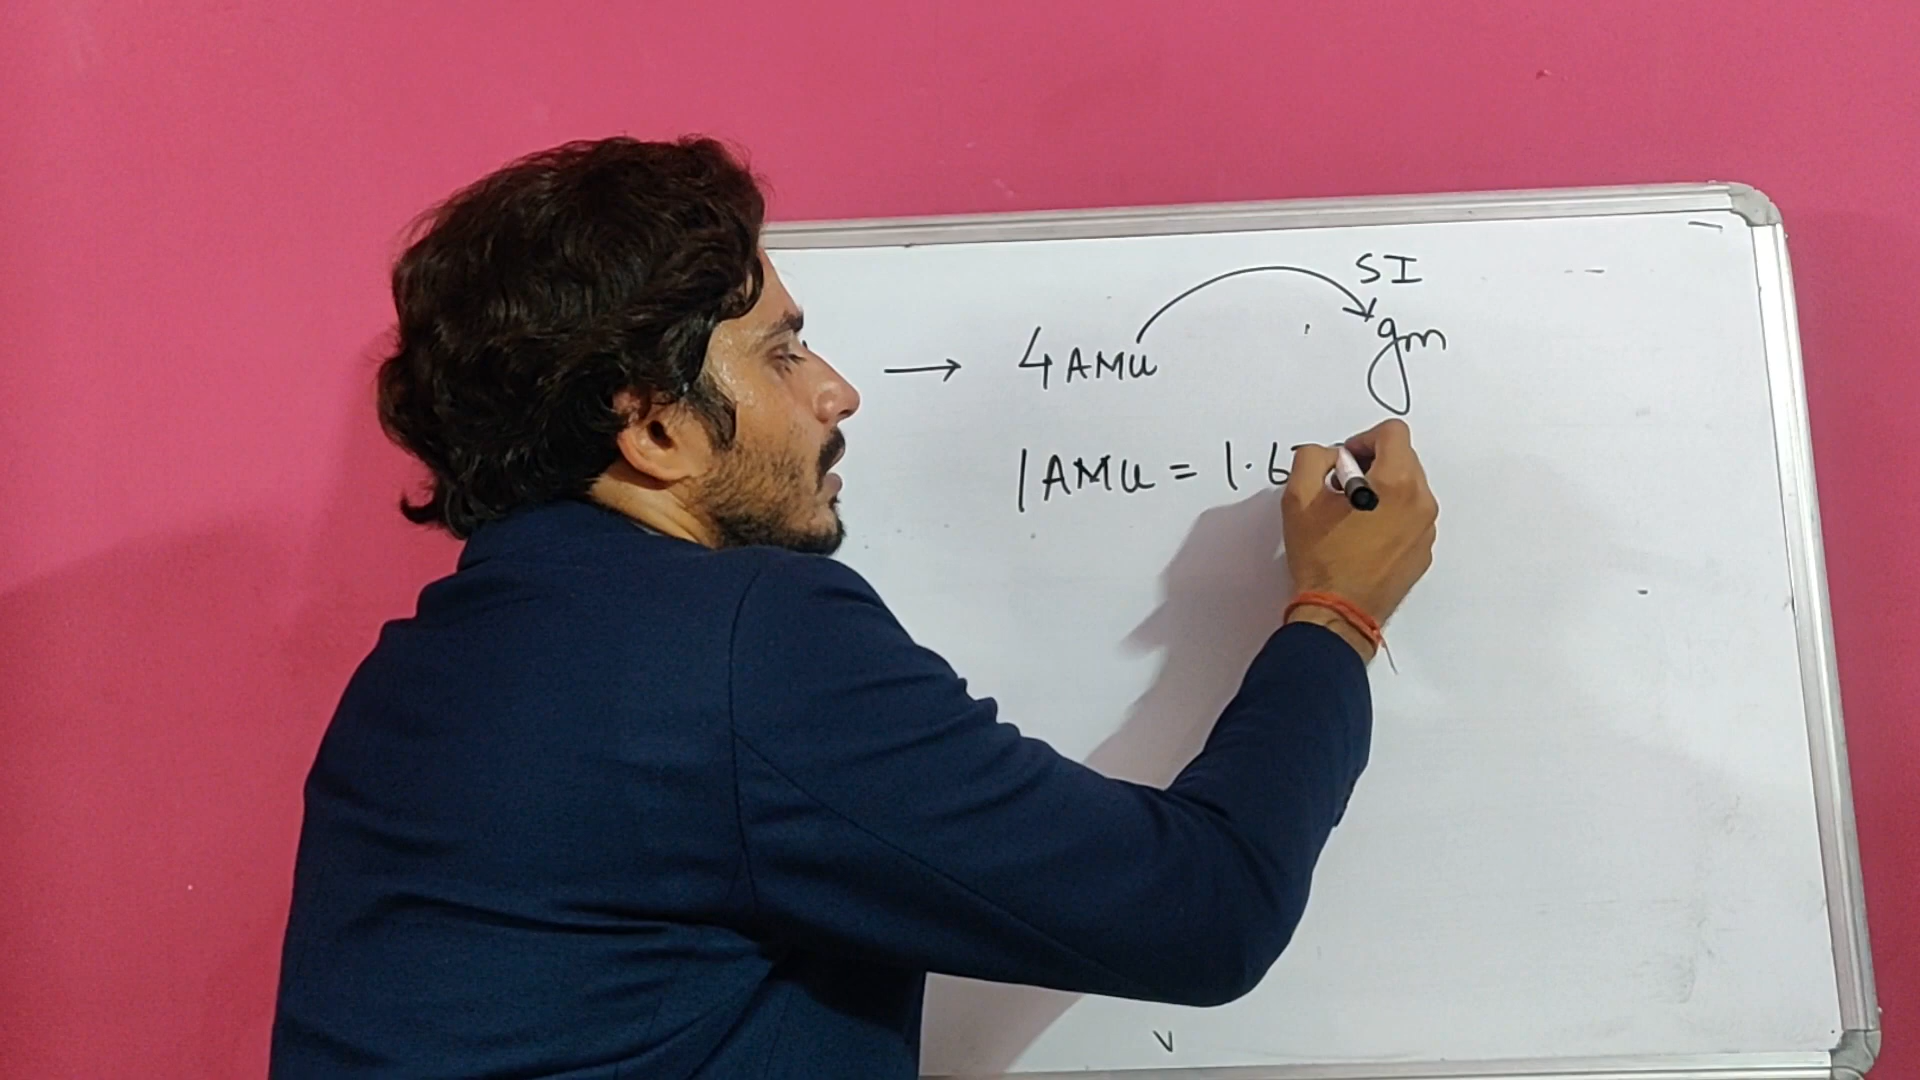 SI
→ 4 AMU gm
1 AMU = 1.6